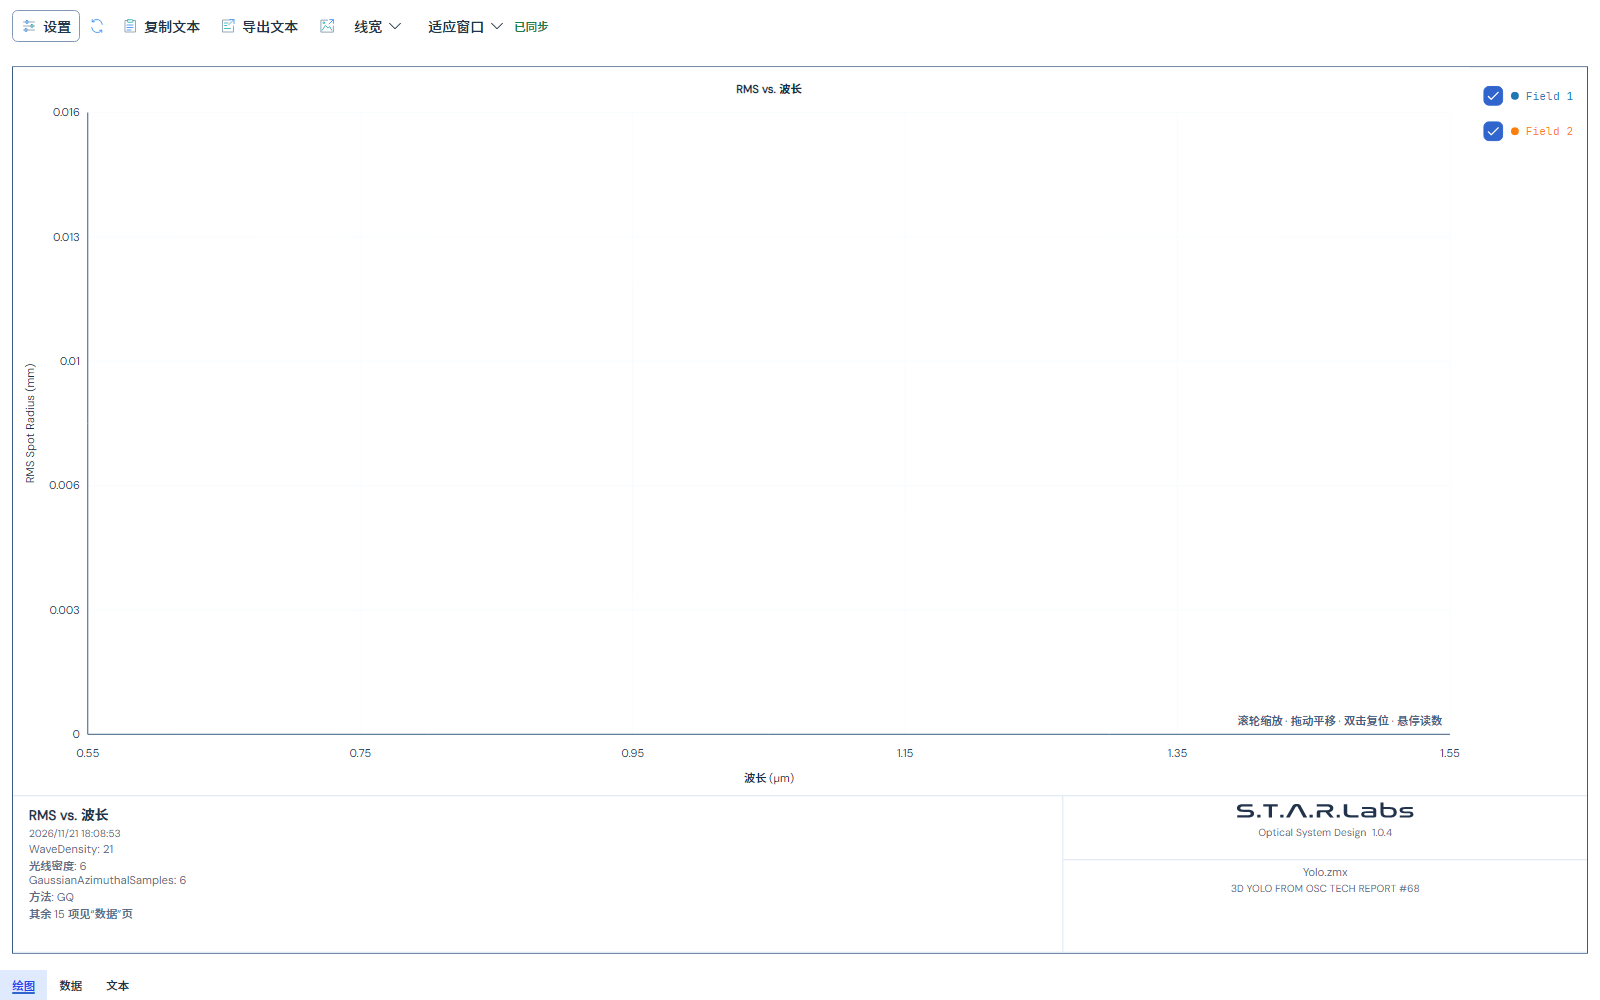 设置 复制文本 导出文本 线宽 适应窗口 已同步
RMS vs. 波长
Field 1
Field 2
0.016
0.013
0.01
0.006
0.003
0
RMS Spot Radius (mm)
滚轮缩放 · 拖动平移 · 双击复位 · 悬停读数
0.55 0.75 0.95 1.15 1.35 1.55
波长 (μm)
RMS vs. 波长
2026/11/21 18:08:53
WaveDensity: 21
光线密度: 6
GaussianAzimuthalSamples: 6
方法: GQ
其余 15 项见“数据”页
S.T.A.R.Labs
Optical System Design 1.0.4
Yolo.zmx
3D YOLO FROM OSC TECH REPORT #68
绘图 数据 文本